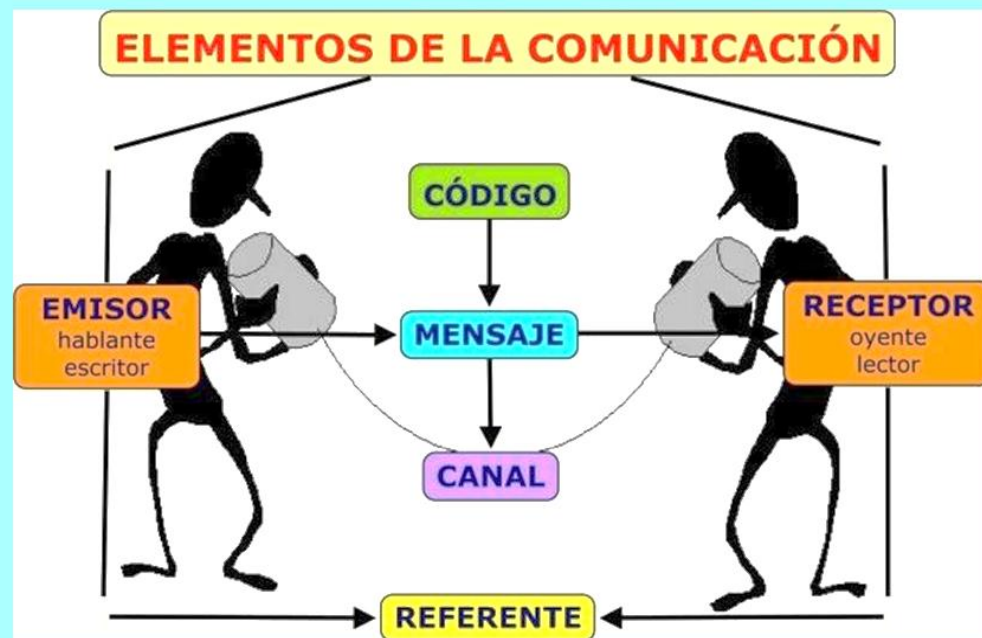 ELEMENTOS DE LA COMUNICACIÓN
CÓDIGO
EMISOR
hablante
escritor
MENSAJE
RECEPTOR
oyente
lector
CANAL
REFERENTE